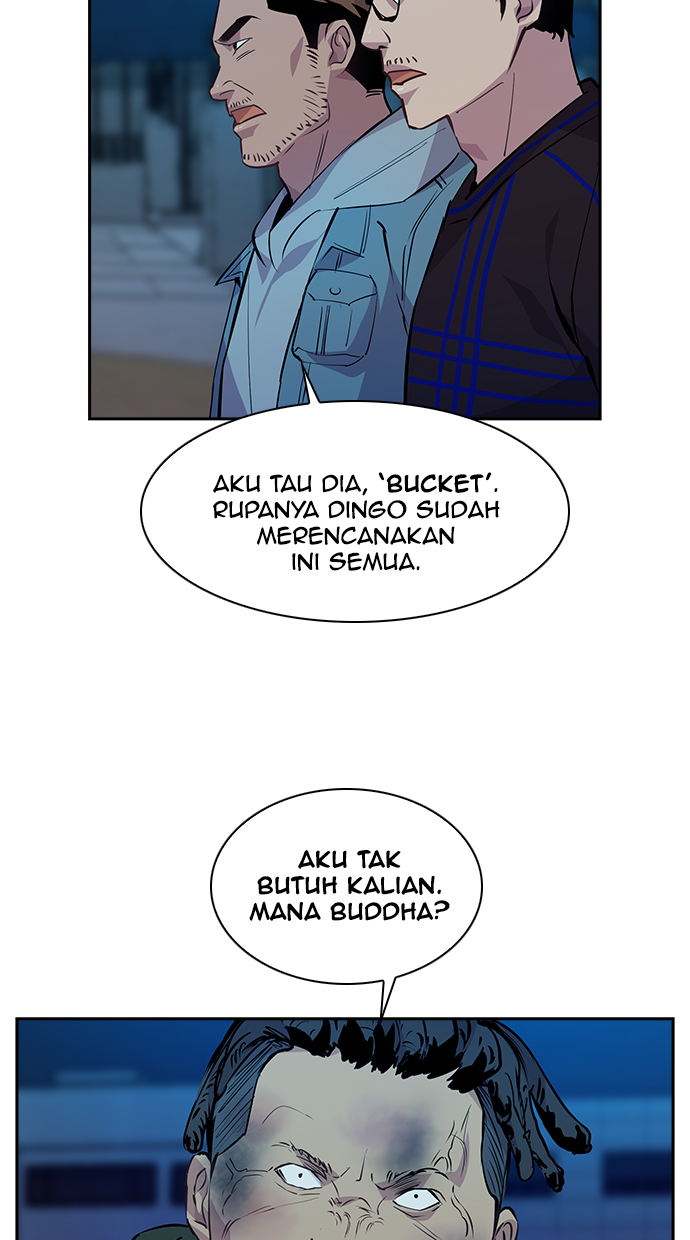 AKU TAU DIA, 'BUCKET'.
RUPANYA DINGO SUDAH
MERENCANAKAN
INI SEMUA.
AKU TAK
BUTUH KALIAN.
MANA BUDDHA?